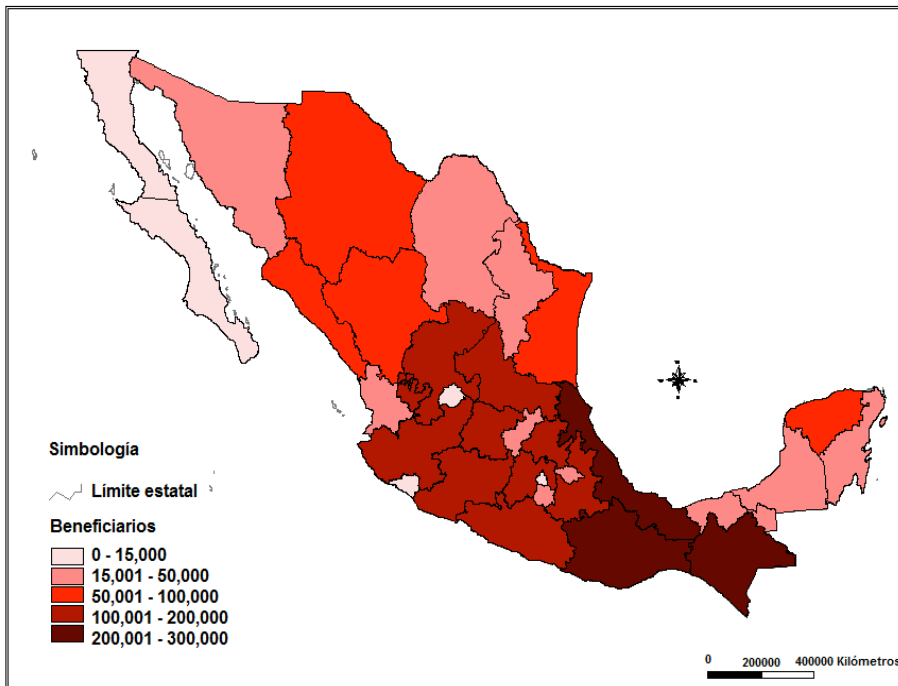 Simbología
Límite estatal
Beneficiarios
0 - 15,000
15,001 - 50,000
50,001 - 100,000
100,001 - 200,000
200,001 - 300,000
0 200000 400000 Kilómetros